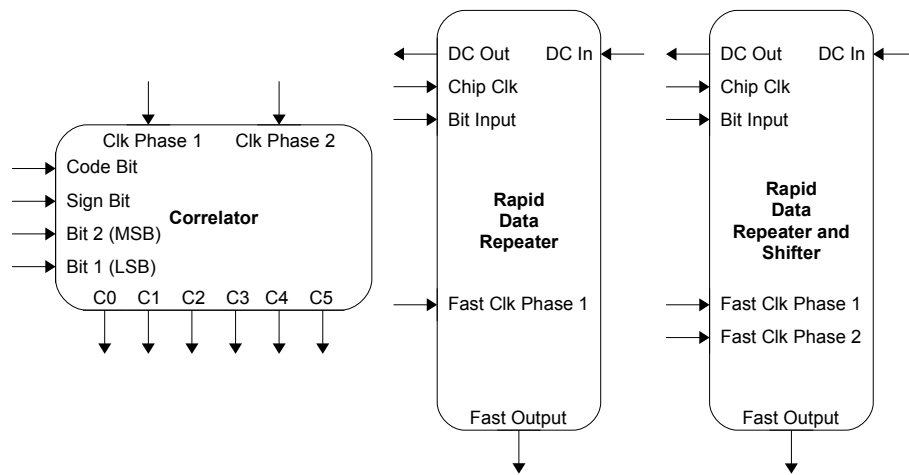 Clk Phase 1 Clk Phase 2
Code Bit
Sign Bit
Correlator
Bit 2 (MSB)
Bit 1 (LSB)
C0 C1 C2 C3 C4 C5
DC Out DC In
Chip Clk
Bit Input
Rapid
Data
Repeater
Fast Clk Phase 1
Fast Output
DC Out DC In
Chip Clk
Bit Input
Rapid
Data
Repeater and
Shifter
Fast Clk Phase 1
Fast Clk Phase 2
Fast Output